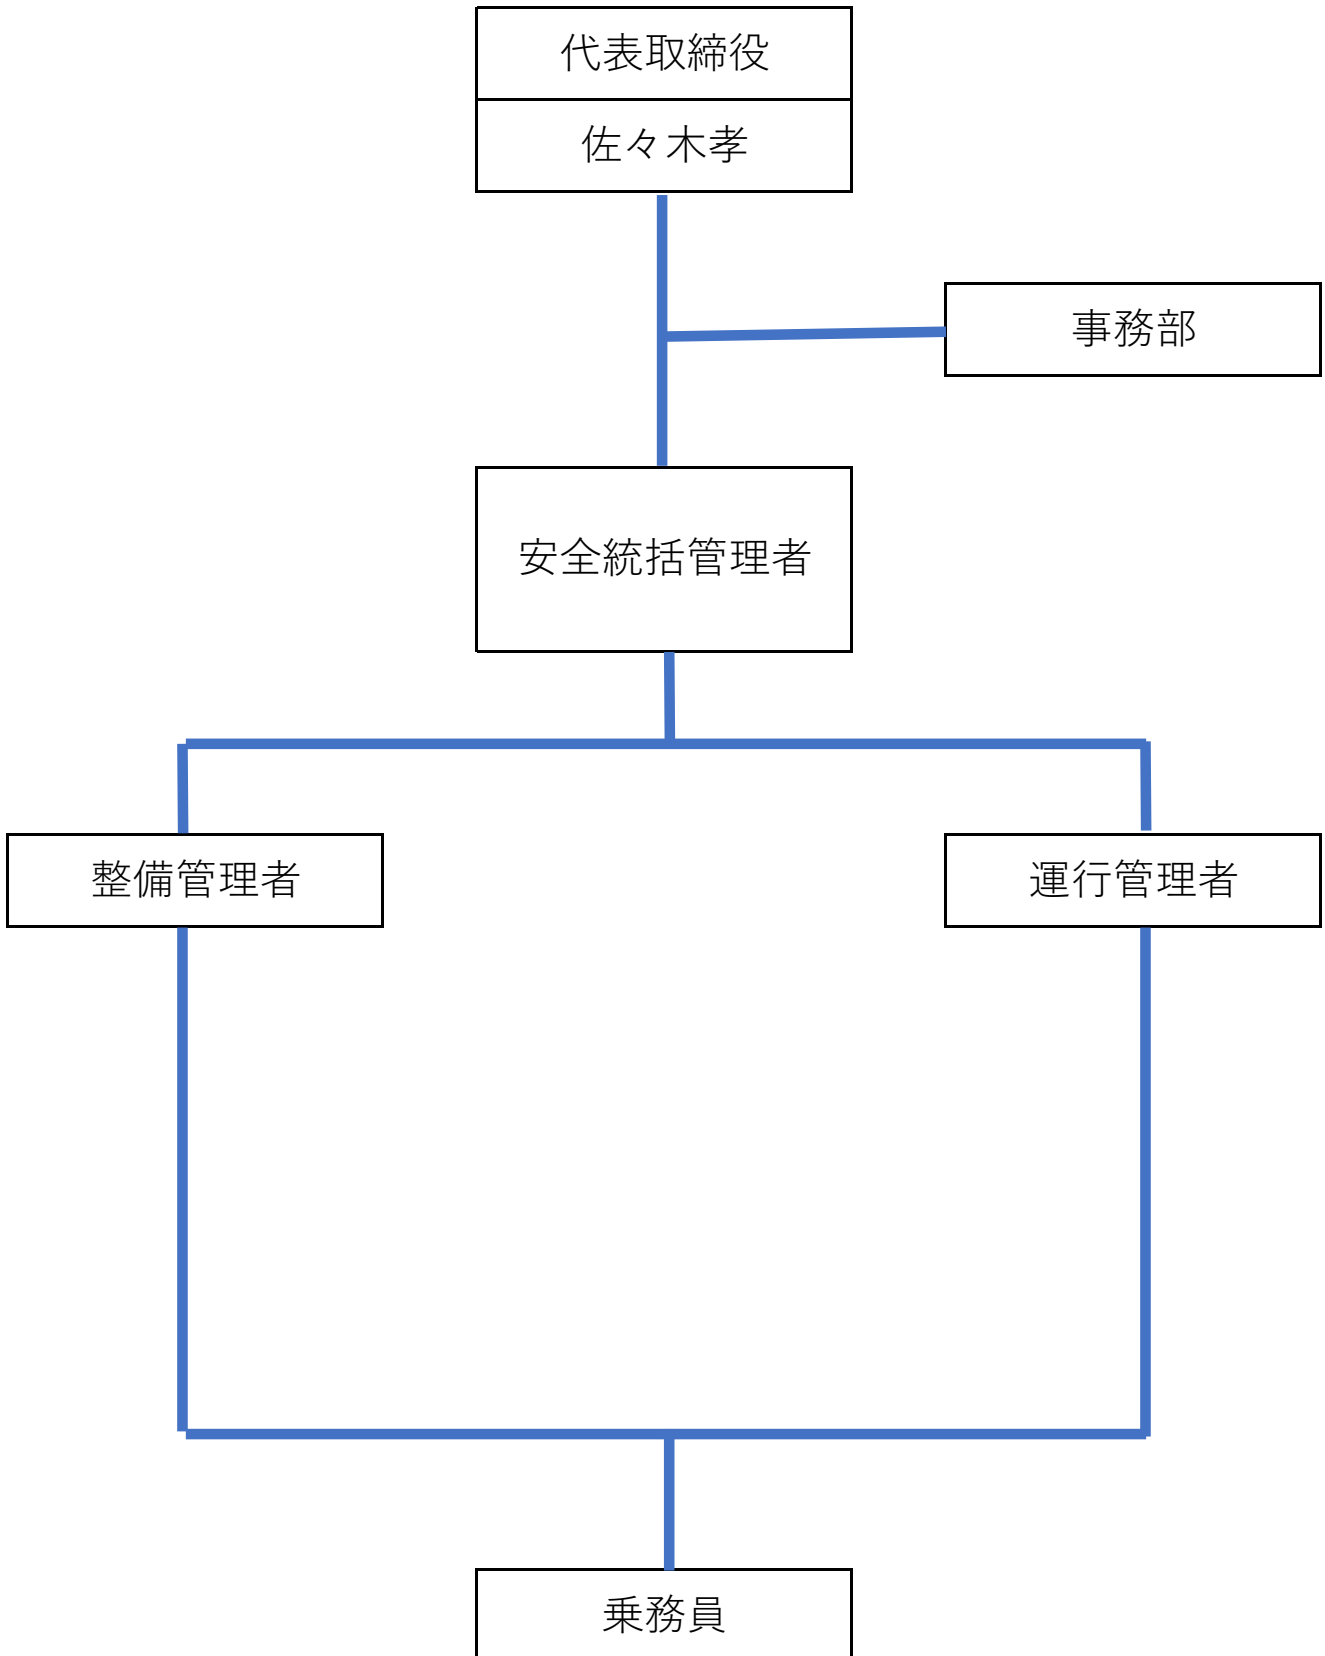 代表取締役
佐々木孝
事務部
安全統括管理者
整備管理者
運行管理者
乗務員